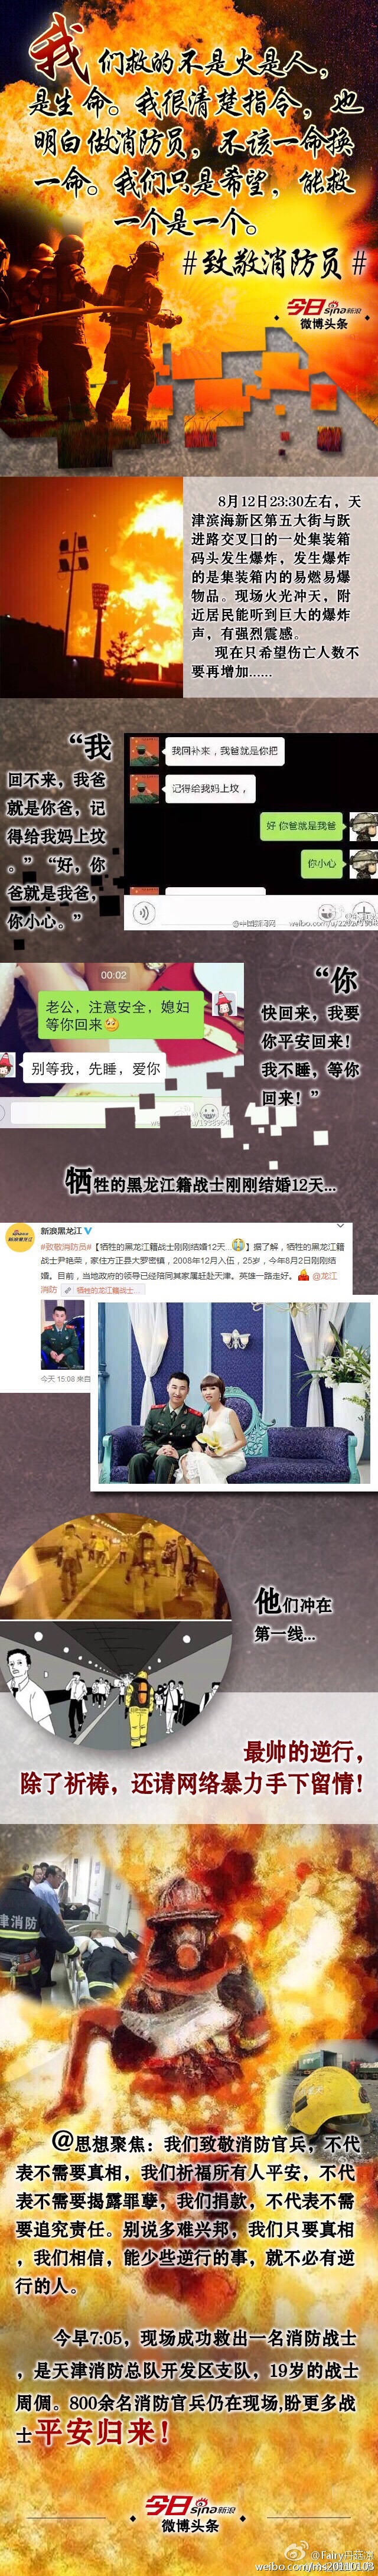 我们救的不是火是人，
是生命。我很清楚指令，也
明白做消防员，不该一命换
一命。我们只是希望，能救
一个是一个。
#致敬消防员#
今日sina新浪
微博头条
8月12日23:30左右，天
津滨海新区第五大街与跃
进路交叉口的一处集装箱
码头发生爆炸，发生爆炸
的是集装箱内的易燃易爆
物品。现场火光冲天，附
近居民能听到巨大的爆炸
声，有强烈震感。
现在只希望伤亡人数不
要再增加......
“我
回不来，我爸
就是你爸，记
得给我妈上坟
。”“好，你
爸就是我爸，
你小心。”
我回补来，我爸就是你把
记得给我妈上坟，
好 你爸就是我爸
你小心
00:02
老公，注意安全，媳妇
等你回来
别等我，先睡，爱你
“你
快回来，我要
你平安回来！
我不睡，等你
回来！”
牺牲的黑龙江籍战士刚刚结婚12天...
新浪黑龙江
#致敬消防员#【牺牲的黑龙江籍战士刚刚结婚12天...】据了解，牺牲的黑龙江籍
战士尹艳荣，家住方正县大罗密镇，2008年12月入伍，25岁，今年8月2日刚刚结
婚。目前，当地政府的领导已经陪同其家属赶赴天津。英雄一路走好。@龙江
消防 牺牲的龙江籍战士...
今天 15:08 来自
他们冲在
第一线...
最帅的逆行，
除了祈祷，还请网络暴力手下留情！
津消防
@思想聚焦：我们致敬消防官兵，不代
表不需要真相，我们祈福所有人平安，不代
表不需要揭露罪孽，我们捐款，不代表不需
要追究责任。别说多难兴邦，我们只要真相
，我们相信，能少些逆行的事，就不必有逆
行的人。
今早7:05，现场成功救出一名消防战士
，是天津消防总队开发区支队，19岁的战士
周倜。800余名消防官兵仍在现场,盼更多战
士平安归来！
今日sina新浪
微博头条
weibo.com/ms20110103